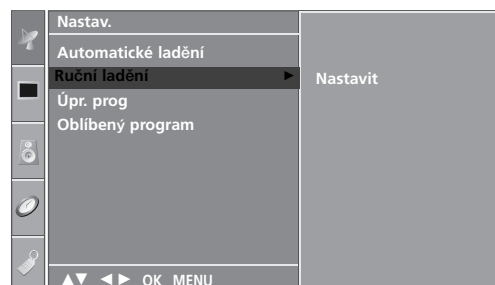 Nastav.
Automatické ladění
Ruční ladění ► Nastavit
Úpr. prog
Oblíbený program
▲▼ ◄► OK MENU